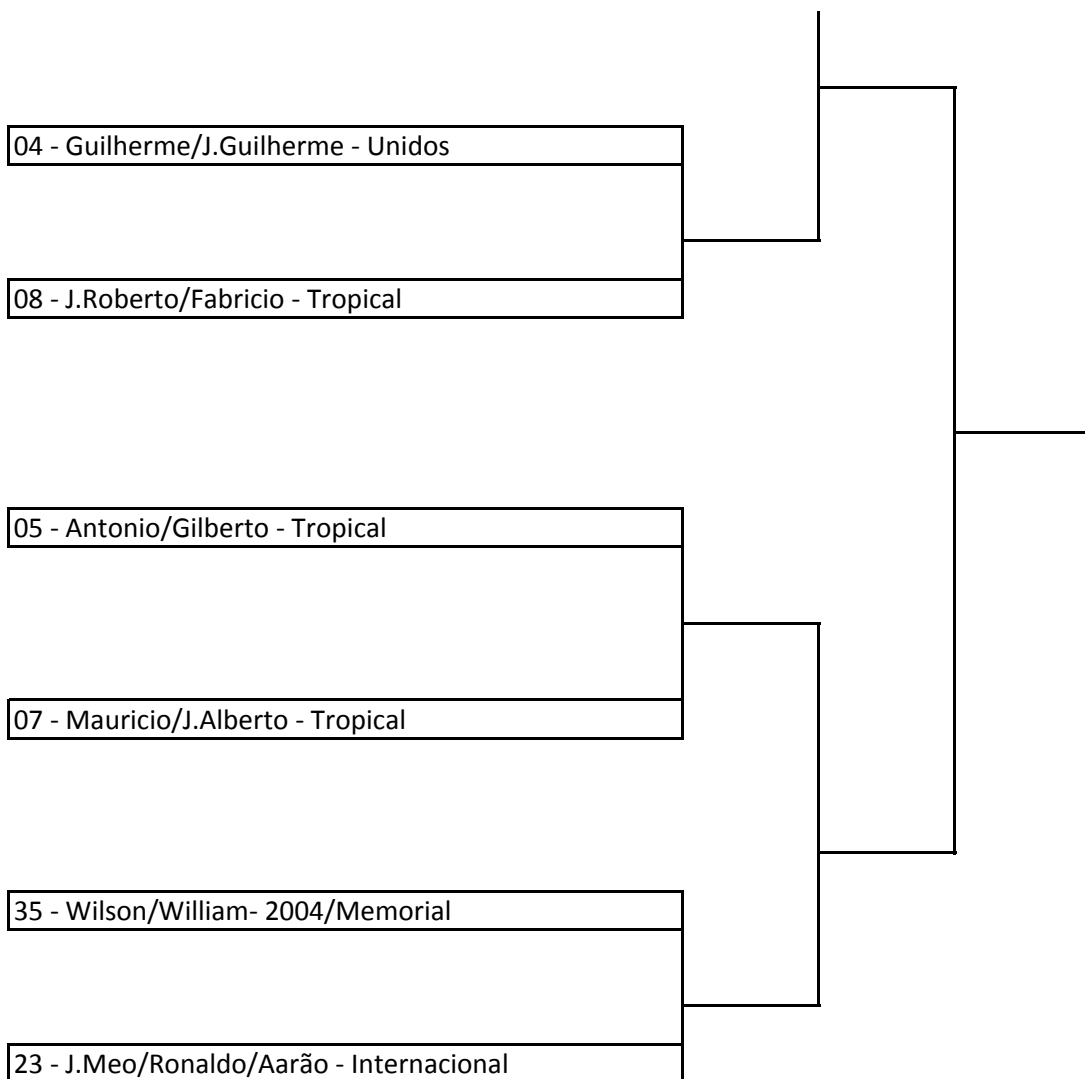 04 - Guilherme/J.Guilherme - Unidos
08 - J.Roberto/Fabricio - Tropical
05 - Antonio/Gilberto - Tropical
07 - Mauricio/J.Alberto - Tropical
35 - Wilson/William- 2004/Memorial
23 - J.Meo/Ronaldo/Aarão - Internacional